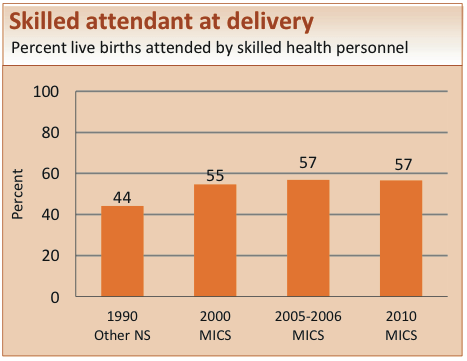 Skilled attendant at delivery
Percent live births attended by skilled health personnel
Percent
100
80
60
40
20
0
44
55
57
57
1990
Other NS
2000
MICS
2005-2006
MICS
2010
MICS